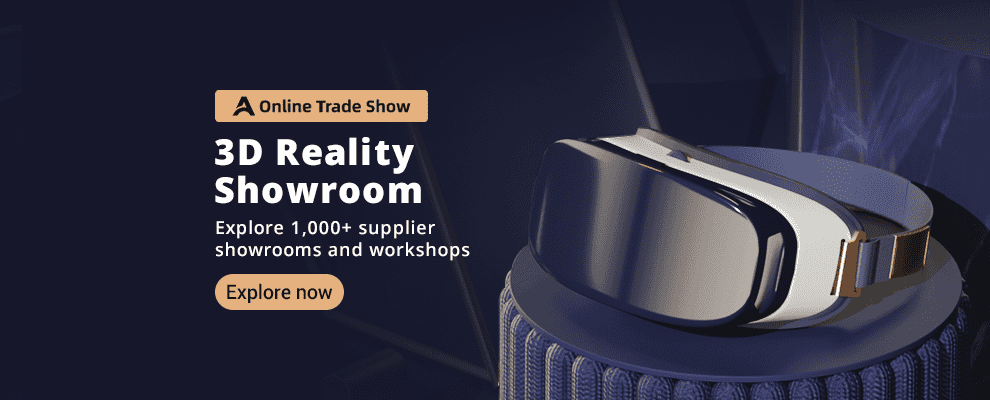 Online Trade Show
3D Reality
Showroom
Explore 1,000+ supplier
showrooms and workshops
Explore now